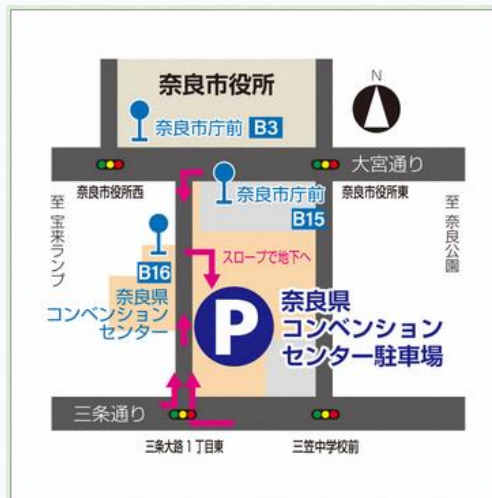 奈良市役所
N
奈良市庁前 B3
大宮通り
奈良市役所西
奈良市庁前
B15
奈良市役所東
至 宝来ランプ
至 奈良公園
スロープで地下へ
B16
奈良県
コンベンション
センター
P
奈良県
コンベンション
センター駐車場
三条通り
三条大路1丁目東
三笠中学校前